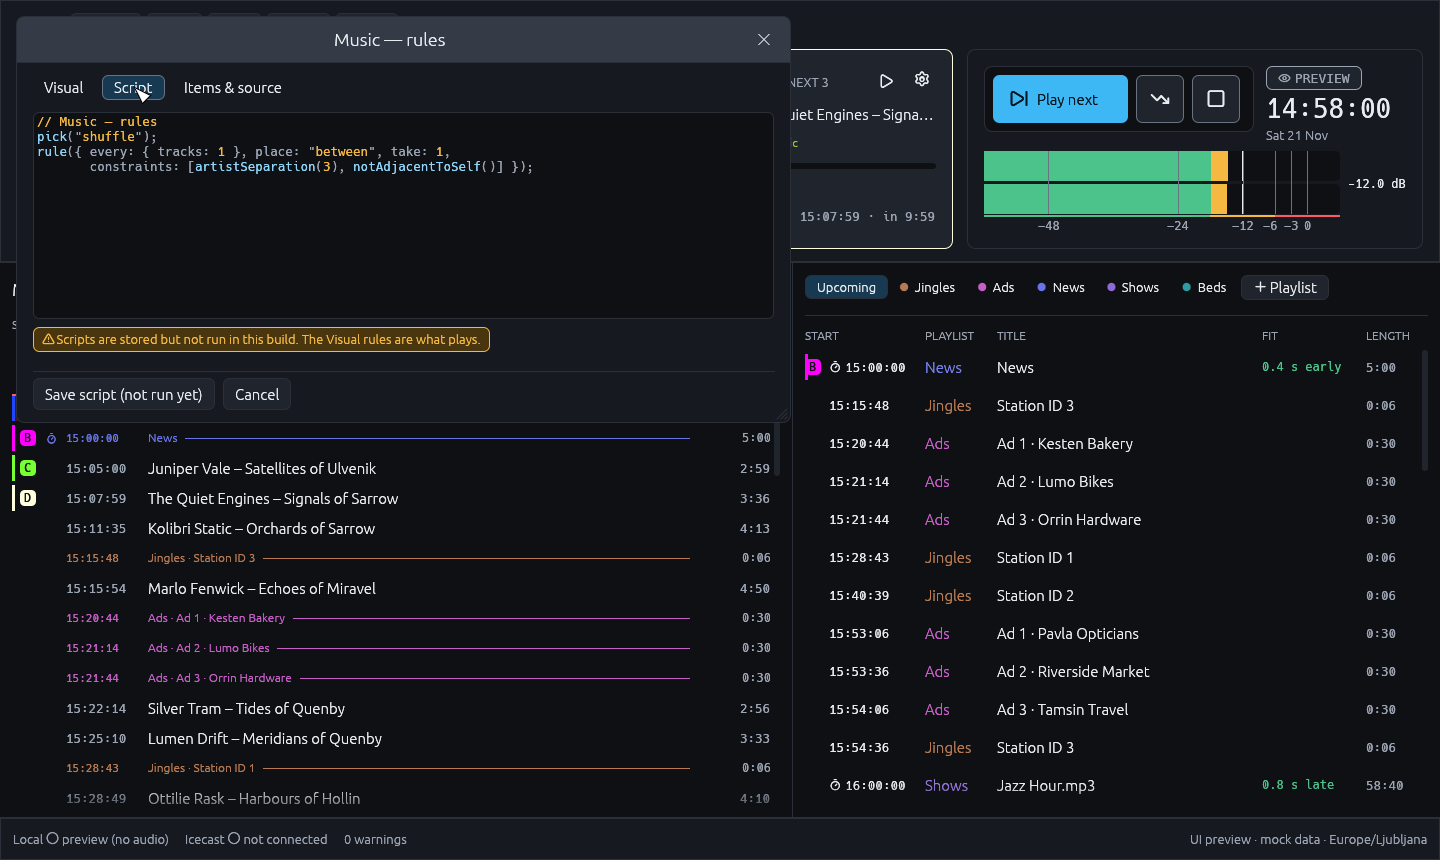 Music — rules
Visual
Script
Items & source
// Music — rules
pick("shuffle");
rule({ every: { tracks: 1 }, place: "between", take: 1,
constraints: [artistSeparation(3), notAdjacentToSelf()] });
Scripts are stored but not run in this build. The Visual rules are what plays.
Save script (not run yet)
Cancel
NEXT 3
uiet Engines – Signa…
15:07:59 · in 9:59
Play next
PREVIEW
14:58:00
Sat 21 Nov
-12.0 dB
-48 -24 -12 -6 -3 0
B 15:00:00 News 5:00
C 15:05:00 Juniper Vale – Satellites of Ulvenik 2:59
D 15:07:59 The Quiet Engines – Signals of Sarrow 3:36
15:11:35 Kolibri Static – Orchards of Sarrow 4:13
15:15:48 Jingles · Station ID 3 0:06
15:15:54 Marlo Fenwick – Echoes of Miravel 4:50
15:20:44 Ads · Ad 1 · Kesten Bakery 0:30
15:21:14 Ads · Ad 2 · Lumo Bikes 0:30
15:21:44 Ads · Ad 3 · Orrin Hardware 0:30
15:22:14 Silver Tram – Tides of Quenby 2:56
15:25:10 Lumen Drift – Meridians of Quenby 3:33
15:28:43 Jingles · Station ID 1 0:06
15:28:49 Ottilie Rask – Harbours of Hollin 4:10
Upcoming Jingles Ads News Shows Beds + Playlist
START PLAYLIST TITLE FIT LENGTH
B 15:00:00 News News 0.4 s early 5:00
15:15:48 Jingles Station ID 3 0:06
15:20:44 Ads Ad 1 · Kesten Bakery 0:30
15:21:14 Ads Ad 2 · Lumo Bikes 0:30
15:21:44 Ads Ad 3 · Orrin Hardware 0:30
15:28:43 Jingles Station ID 1 0:06
15:40:39 Jingles Station ID 2 0:06
15:53:06 Ads Ad 1 · Pavla Opticians 0:30
15:53:36 Ads Ad 2 · Riverside Market 0:30
15:54:06 Ads Ad 3 · Tamsin Travel 0:30
15:54:36 Jingles Station ID 3 0:06
16:00:00 Shows Jazz Hour.mp3 0.8 s late 58:40
Local preview (no audio) Icecast not connected 0 warnings
UI preview · mock data · Europe/Ljubljana